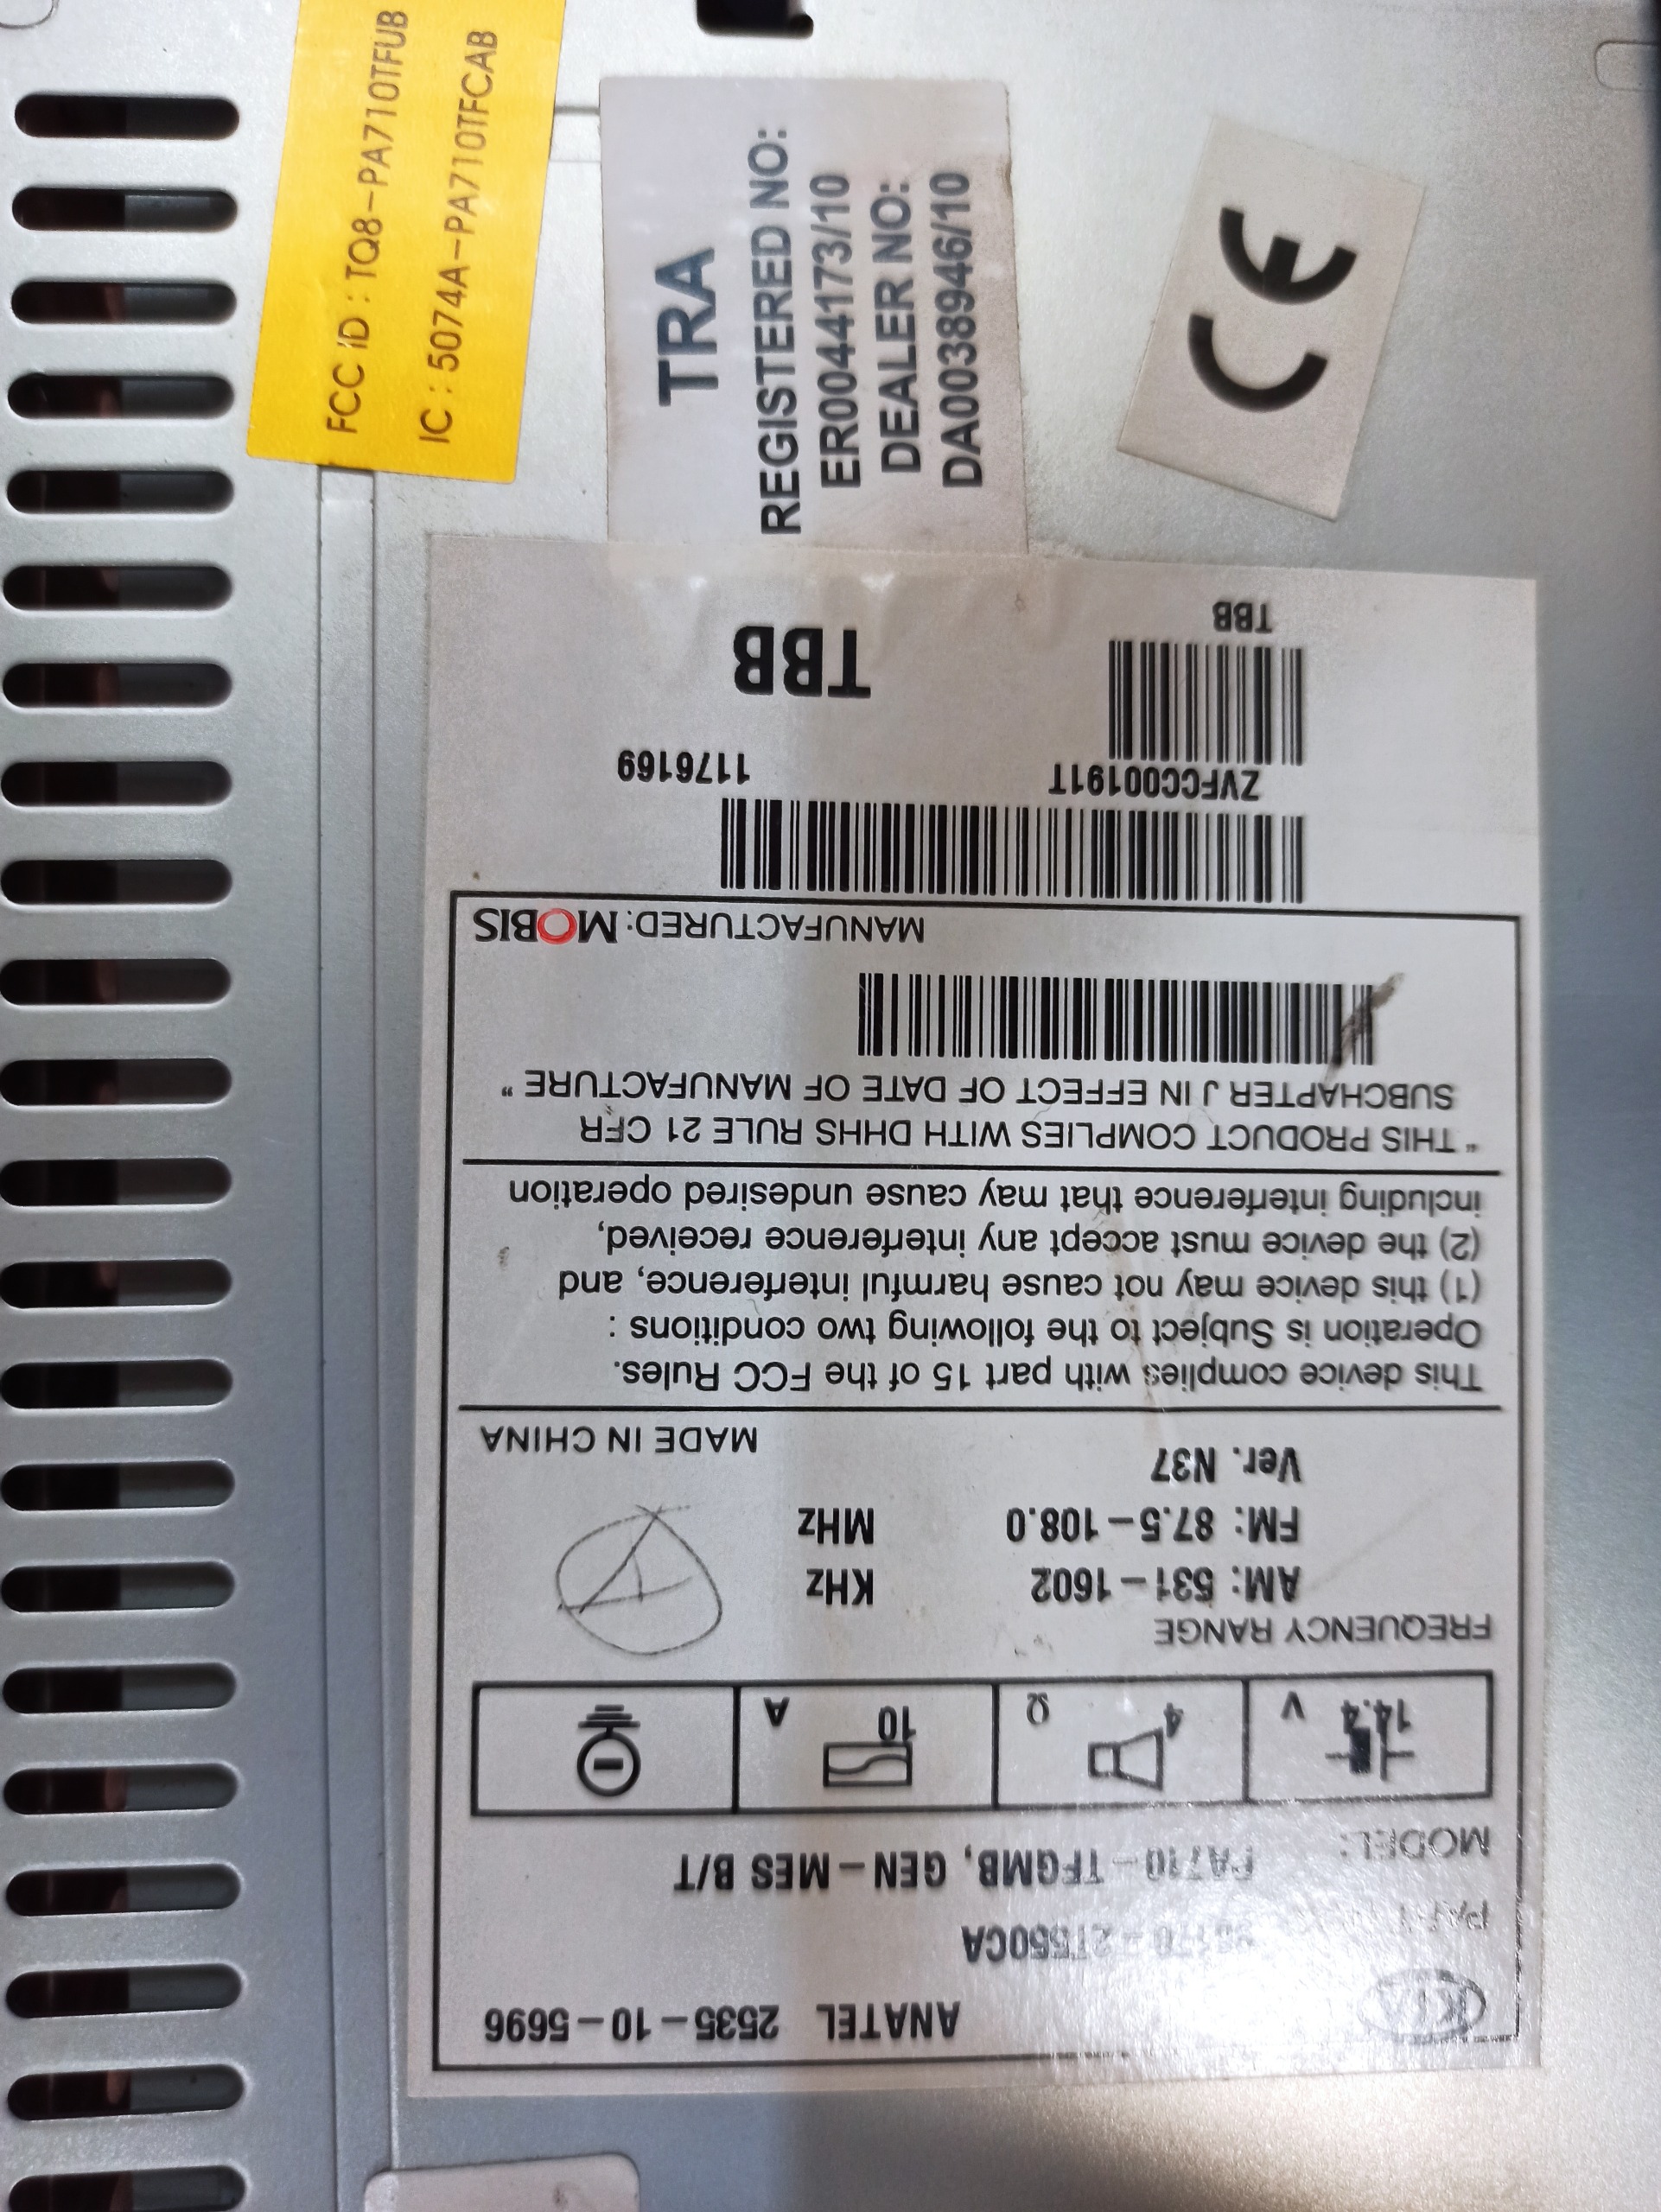 FCC ID : TQ8-PA710TFUB
IC : 5074A-PA710TFCAB
TRA
REGISTERED NO:
ER0044173/10
DEALER NO:
DA0038946/10
CE
KIA
ANATEL 2535-10-5696
2T550CA
MODEL: PA710-TFGMB, GEN-MES B/T
14.4 V
4 Ω
10 A
FREQUENCY RANGE
AM: 531-1602 KHz
FM: 87.5-108.0 MHz
Ver. N37
A
MADE IN CHINA
This device complies with part 15 of the FCC Rules.
Operation is Subject to the following two conditions :
(1) this device may not cause harmful interference, and
(2) the device must accept any interference received,
including interference that may cause undesired operation
" THIS PRODUCT COMPLIES WITH DHHS RULE 21 CFR
SUBCHAPTER J IN EFFECT OF DATE OF MANUFACTURE "
MANUFACTURED: MOBIS
ZVFCC00191T 1176169
TBB
TBB